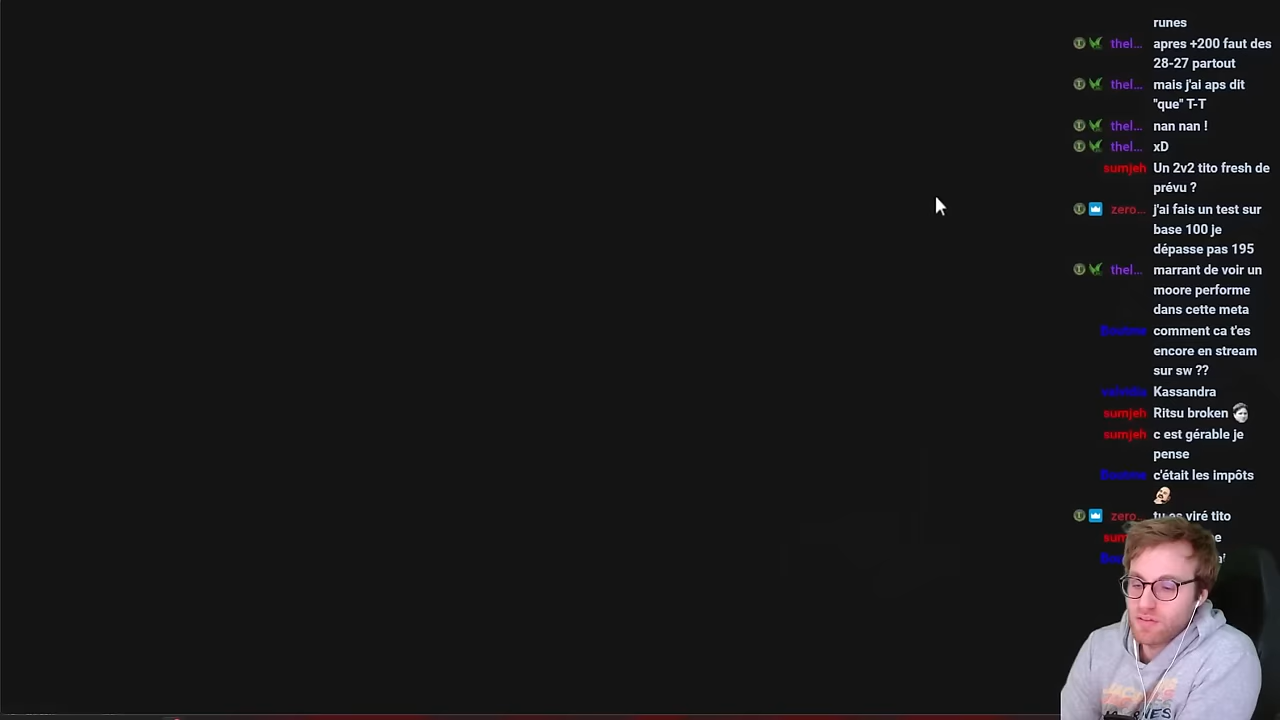 runes
thel... apres +200 faut des
28-27 partout
thel... mais j'ai aps dit
"que" T-T
thel... nan nan !
thel... xD
sumjeh Un 2v2 tito fresh de
prévu ?
zero... j'ai fais un test sur
base 100 je
dépasse pas 195
thel... marrant de voir un
moore performe
dans cette meta
comment ca t'es
encore en stream
sur sw ??
Kassandra
sumjeh Ritsu broken
sumjeh c est gérable je
pense
c'était les impôts
zero... tu es viré tito